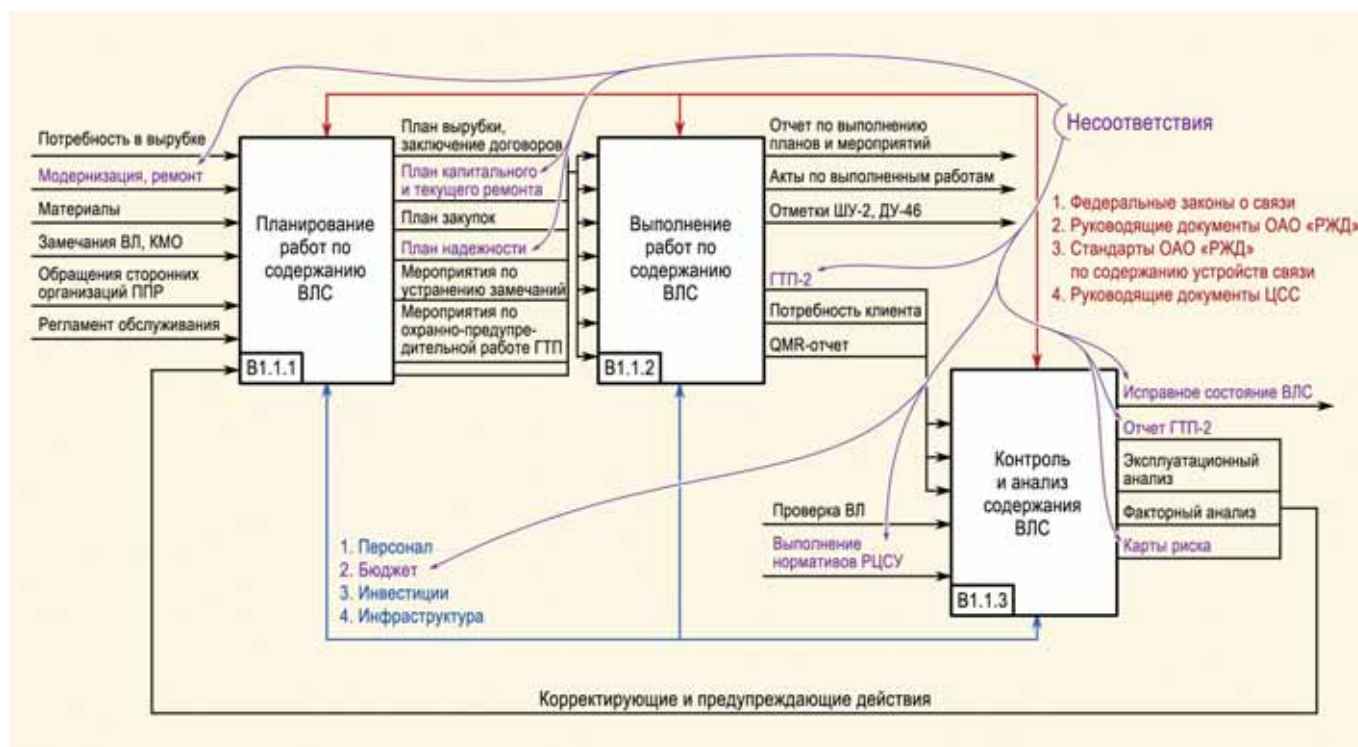 Потребность в вырубке
Модернизация, ремонт
Материалы
Замечания ВЛ, КМО
Обращения сторонних
организаций ППР
Регламент обслуживания
Планирование
работ по
содержанию
ВЛС
В1.1.1
План вырубки,
заключение договоров
План капитального
и текущего ремонта
План закупок
План надежности
Мероприятия по
устранению замечаний
Мероприятия по
охранно-предупре-
дительной работе ГТП
Выполнение
работ по
содержанию
ВЛС
В1.1.2
Отчет по выполнению
планов и мероприятий
Акты по выполненным работам
Отметки ШУ-2, ДУ-46
ГТП-2
Потребность клиента
QMR-отчет
Несоответствия
1. Федеральные законы о связи
2. Руководящие документы ОАО «РЖД»
3. Стандарты ОАО «РЖД»
по содержанию устройств связи
4. Руководящие документы ЦСС
Проверка ВЛ
Выполнение
нормативов РЦСУ
Контроль
и анализ
содержания
ВЛС
В1.1.3
Исправное состояние ВЛС
Отчет ГТП-2
Эксплуатационный
анализ
Факторный анализ
Карты риска
1. Персонал
2. Бюджет
3. Инвестиции
4. Инфраструктура
Корректирующие и предупреждающие действия